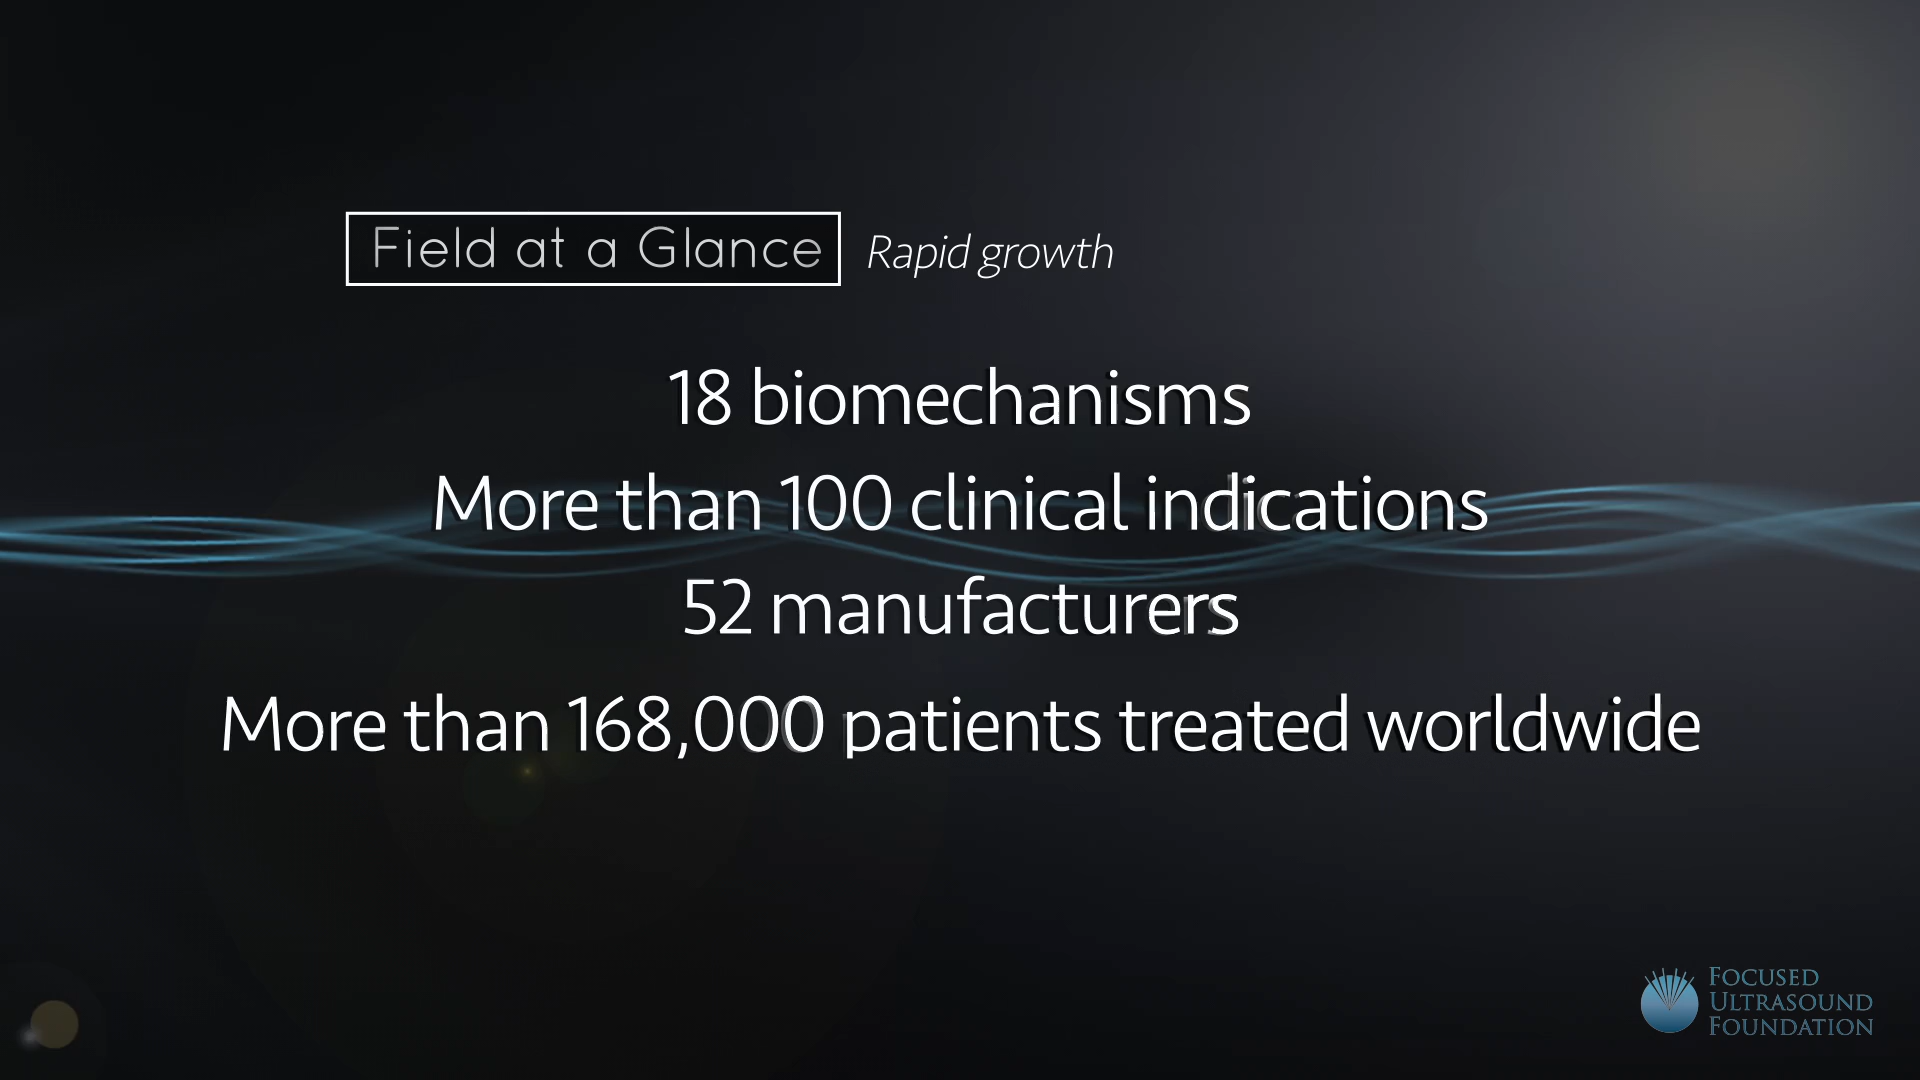 Field at a Glance Rapid growth
18 biomechanisms
More than 100 clinical indications
52 manufacturers
More than 168,000 patients treated worldwide
FOCUSED
ULTRASOUND
FOUNDATION